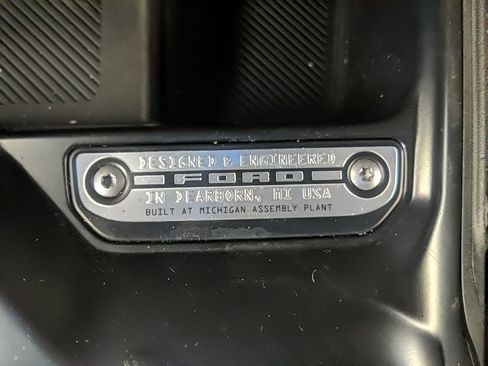 DESIGNED & ENGINEERED
FORD
IN DEARBORN, MI USA
BUILT AT MICHIGAN ASSEMBLY PLANT